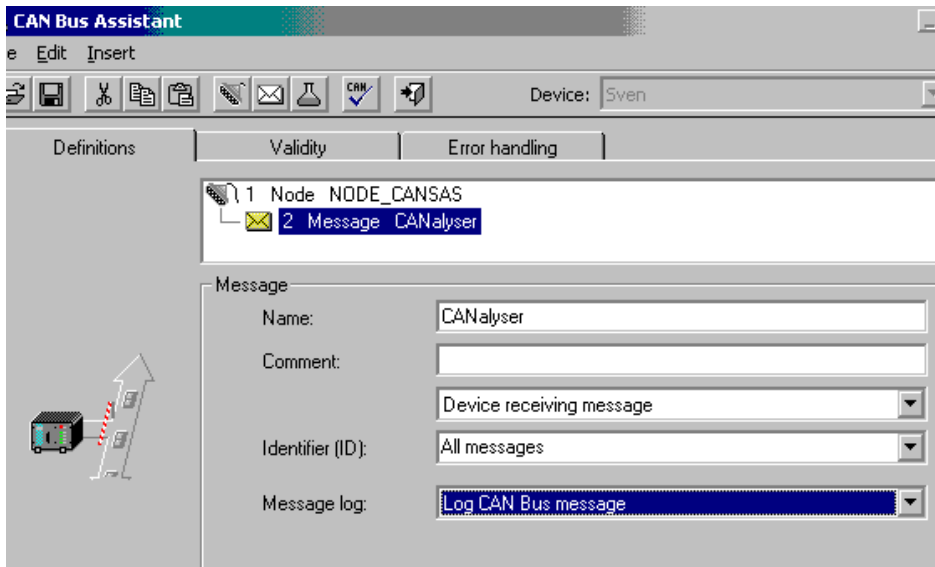 CAN Bus Assistant
e Edit Insert
CAN Device: Sven
Definitions Validity Error handling
1 Node NODE_CANSAS
2 Message CANalyser
Message
Name: CANalyser
Comment:
Device receiving message
Identifier (ID): All messages
Message log: Log CAN Bus message